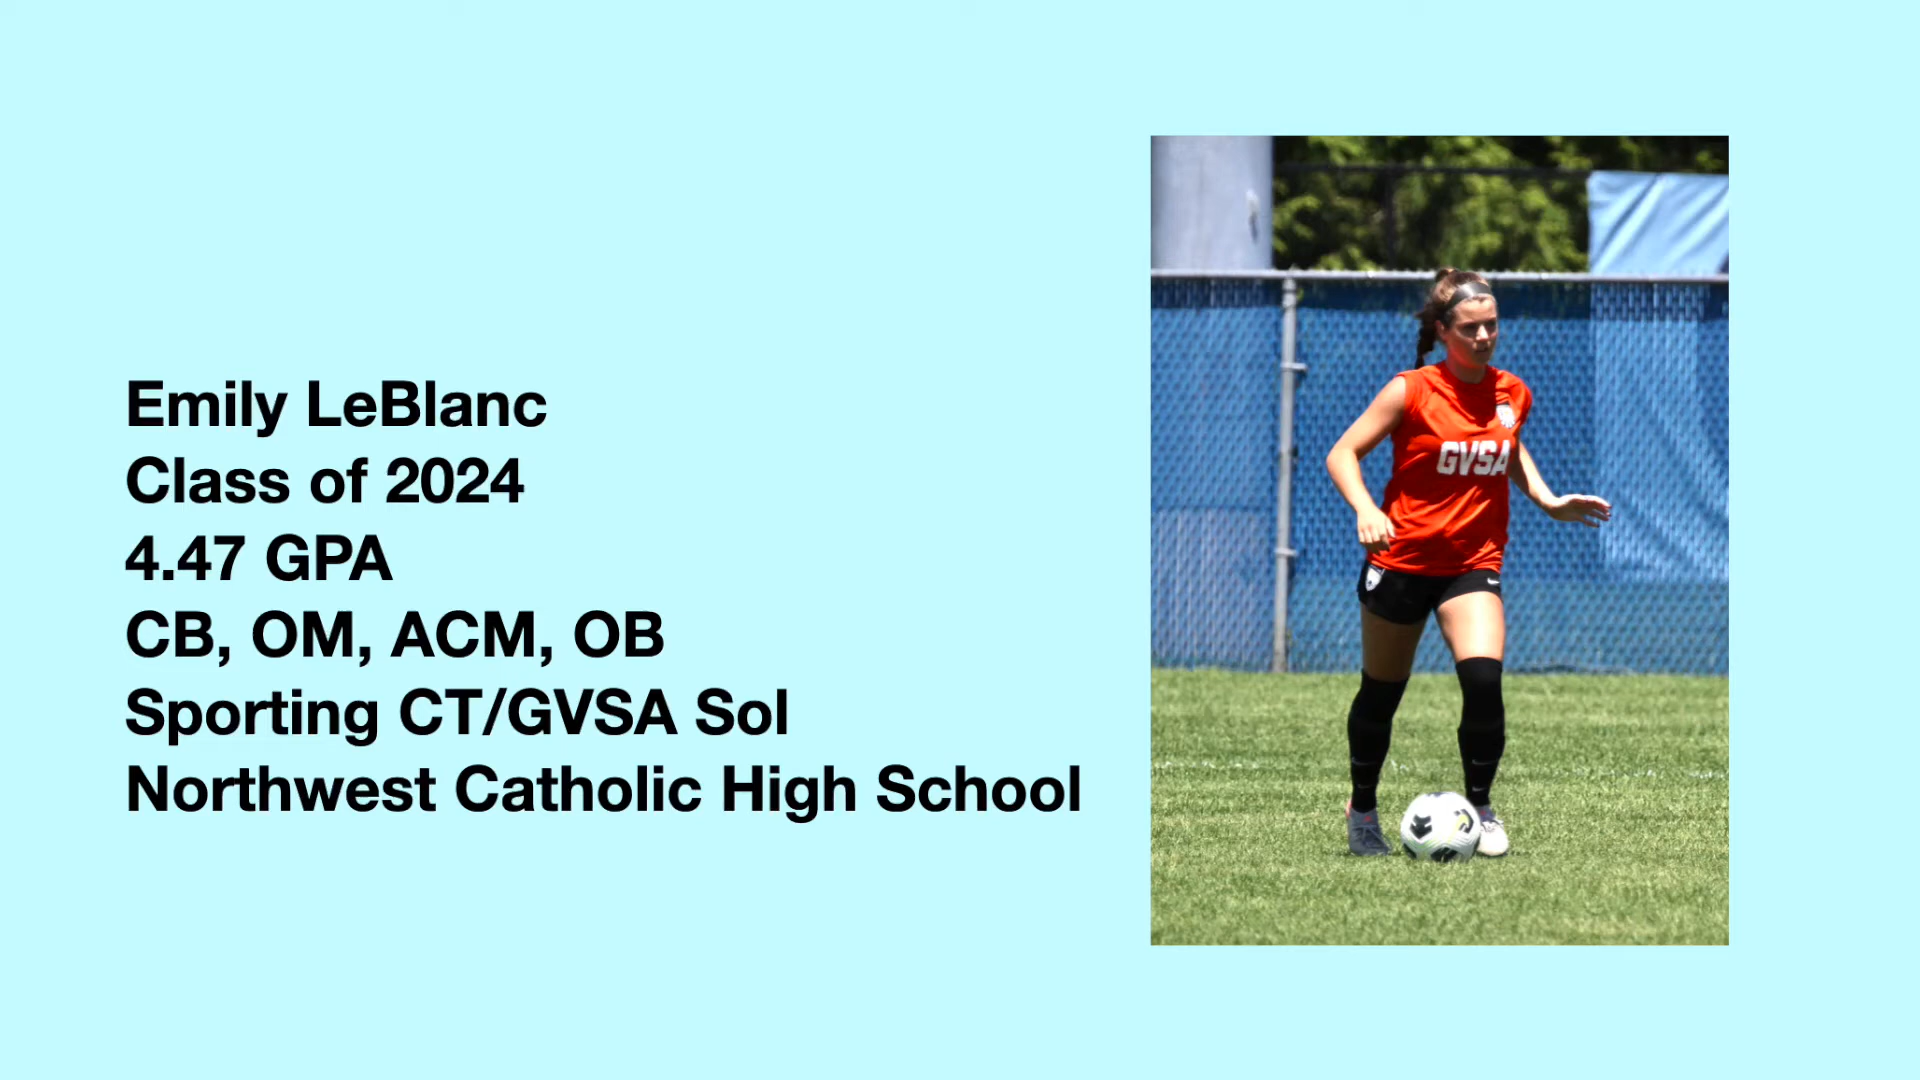 Emily LeBlanc
Class of 2024
4.47 GPA
CB, OM, ACM, OB
Sporting CT/GVSA Sol
Northwest Catholic High School
GVSA